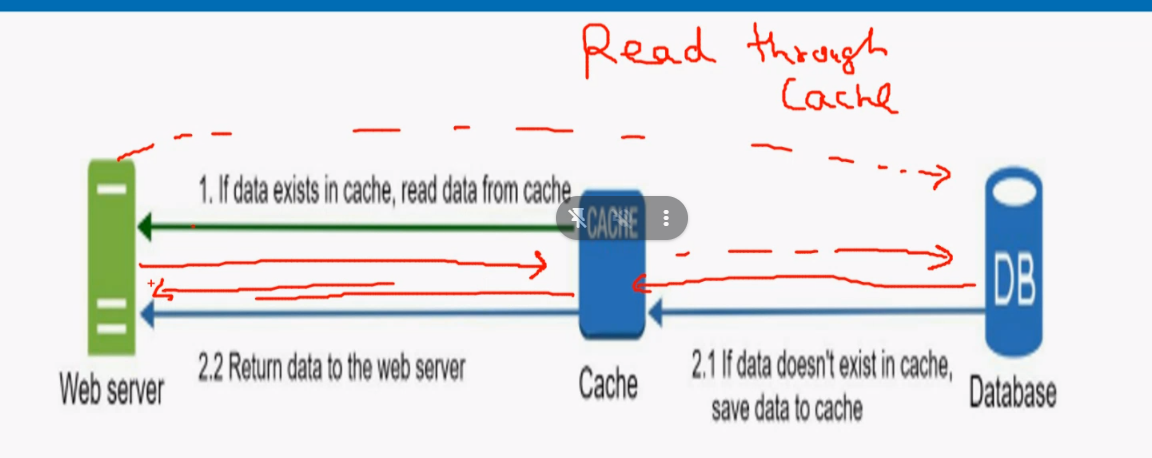 Read through
Cache
1. If data exists in cache, read data from cache
CACHE
DB
2.2 Return data to the web server
2.1 If data doesn't exist in cache,
save data to cache
Web server
Cache
Database